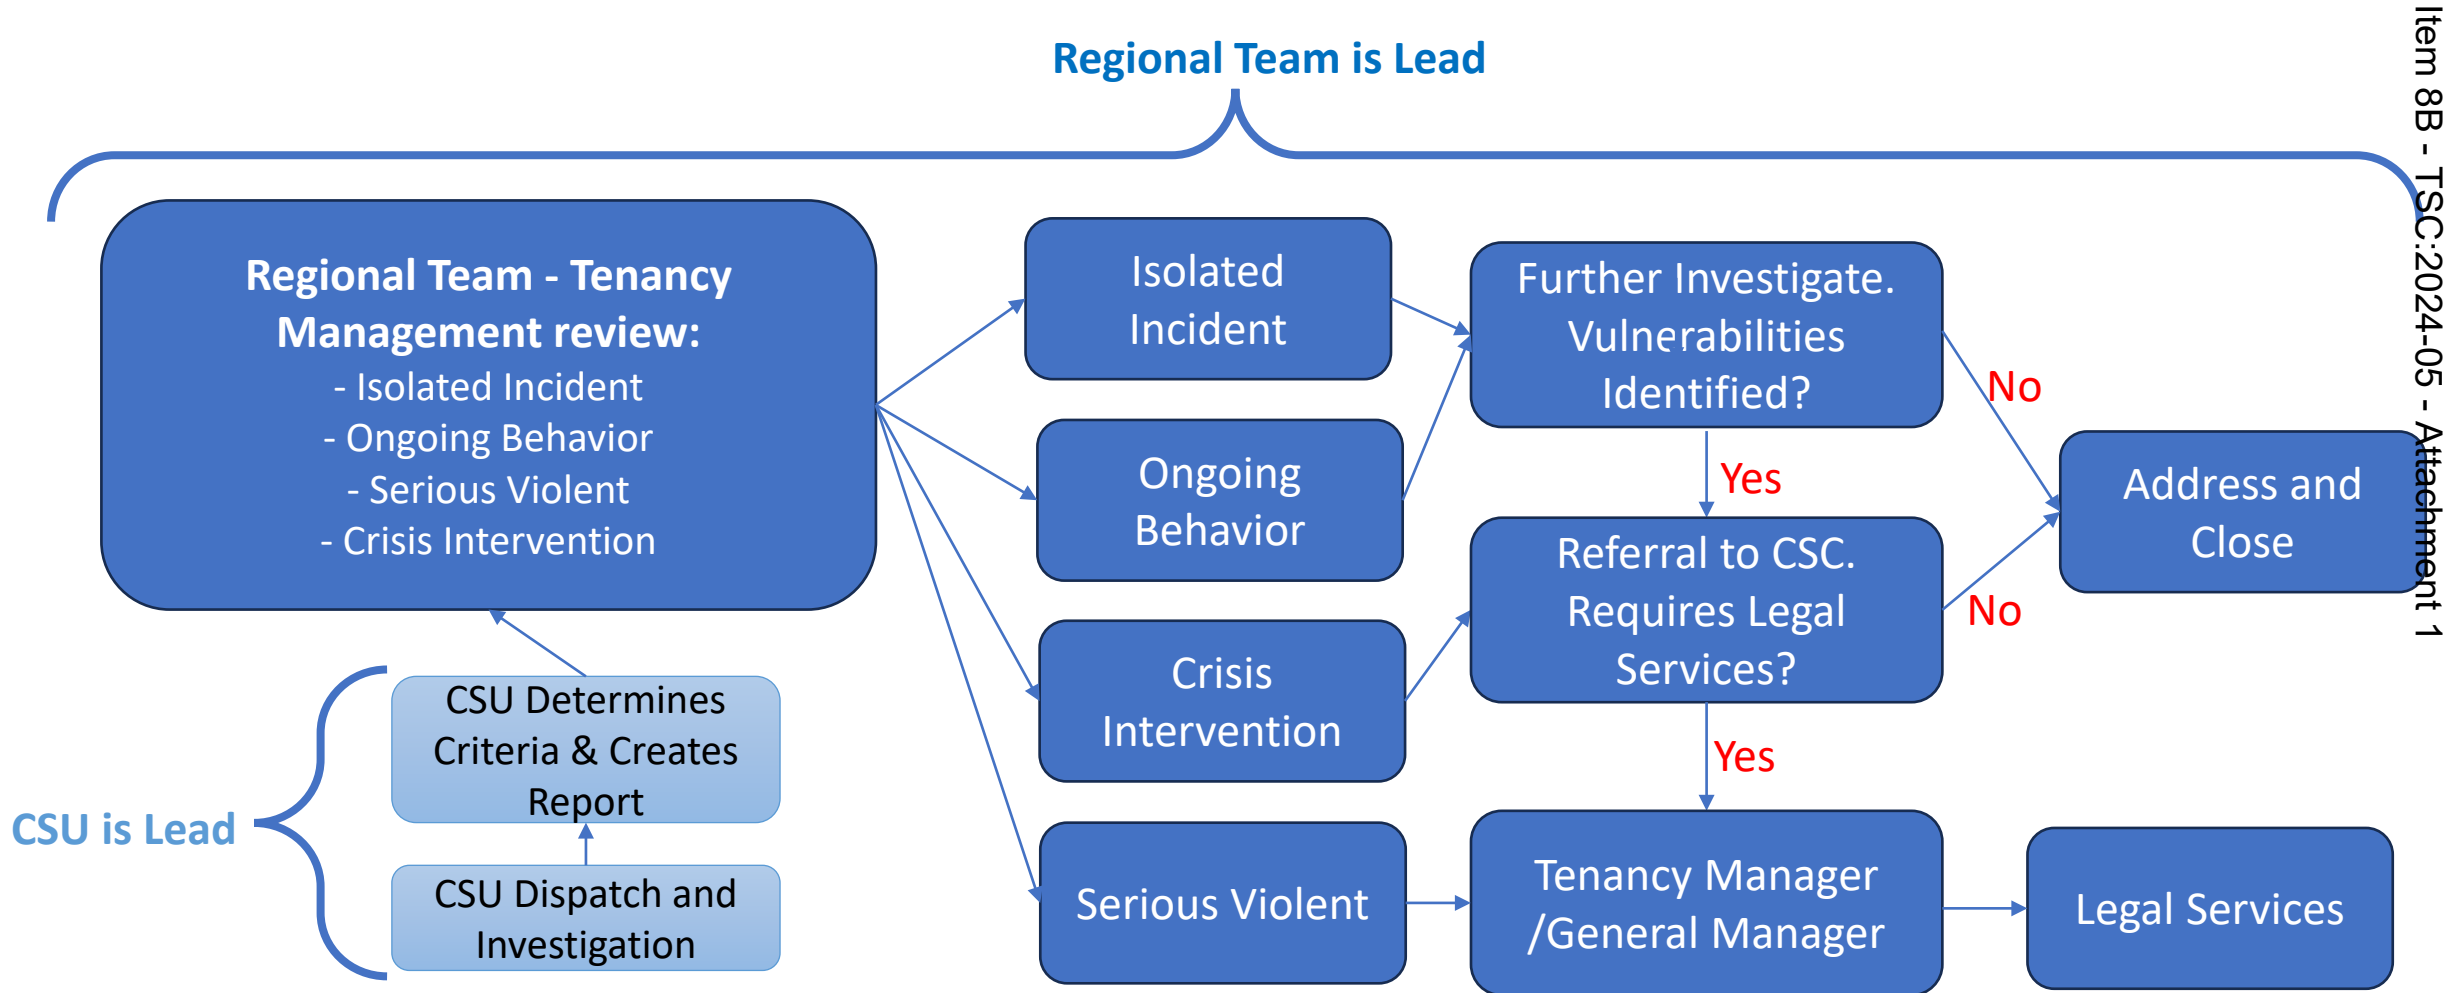 Item 8B - TSC:2024-05 - Attachment 1
Regional Team is Lead
Regional Team - Tenancy
Management review:
- Isolated Incident
- Ongoing Behavior
- Serious Violent
- Crisis Intervention
CSU is Lead
CSU Determines
Criteria & Creates
Report
CSU Dispatch and
Investigation
Isolated
Incident
Ongoing
Behavior
Crisis
Intervention
Serious Violent
Further Investigate.
Vulnerabilities
Identified?
No
Yes
Referral to CSC.
Requires Legal
Services?
No
Yes
Tenancy Manager
/General Manager
Address and
Close
Legal Services